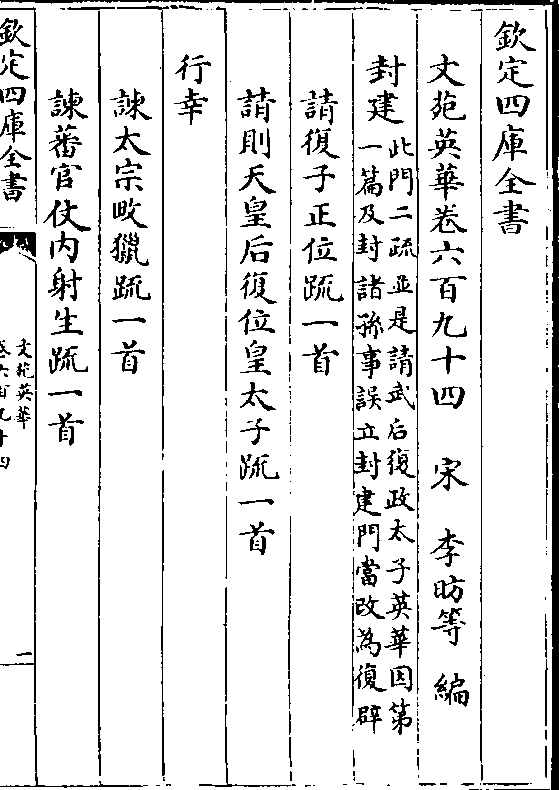 欽定四庫全書
文苑英華卷六百九十四　宋　李昉等　編
封建此門二疏並是請武后復政太子英華因第
一篇及封諸孫事誤立封建門當改為復辟
請復子正位䟽一首
請則天皇后復位皇太子䟽一首
行幸
諫太宗畋獵䟽一首
諫蕃官仗内射生䟽一首
欽定四庫全書
文苑英華
卷六百九十四
一